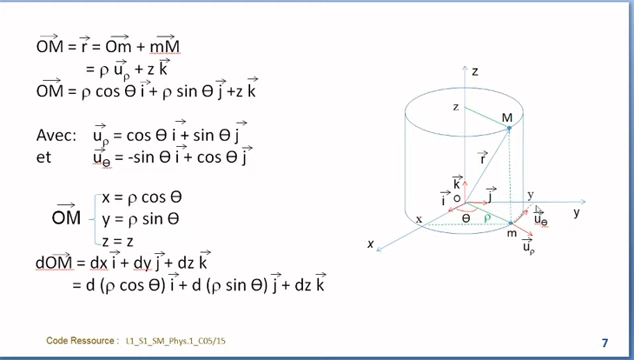 OM = r = Om + mM
= ρ uρ + z k
OM = ρ cos Θ i + ρ sin Θ j +z k
Avec: uρ = cos Θ i + sin Θ j
et uΘ = -sin Θ i + cos Θ j
OM
x = ρ cos Θ
y = ρ sin Θ
z = z
dOM = dx i + dy j + dz k
= d (ρ cos Θ) i + d (ρ sin Θ) j + dz k
z
z
M
r
k
i
O
j
y
x
Θ
ρ
y
uΘ
m
x
uρ
Code Ressource : L1_S1_SM_Phys.1_C05/15
7